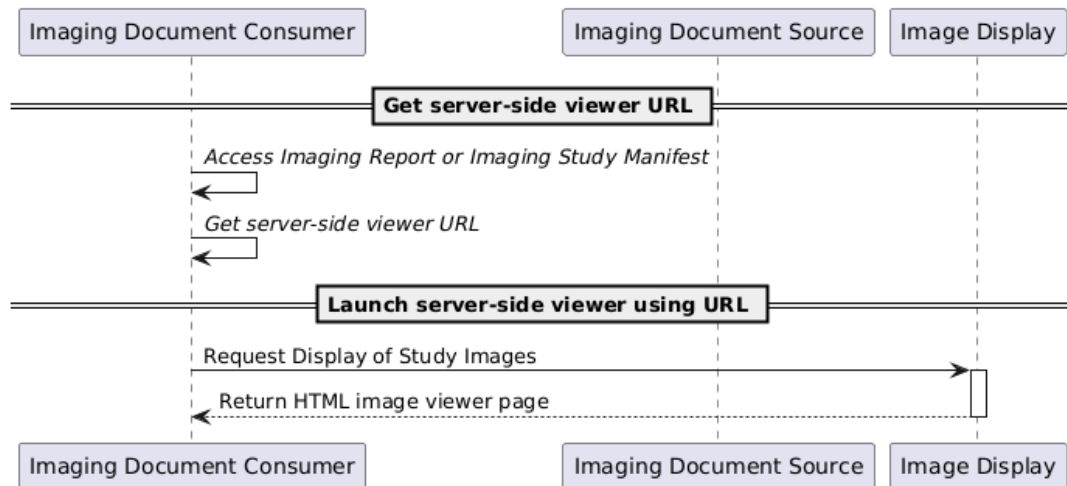 Imaging Document Consumer
Imaging Document Source
Image Display
Get server-side viewer URL
Access Imaging Report or Imaging Study Manifest
Get server-side viewer URL
Launch server-side viewer using URL
Request Display of Study Images
Return HTML image viewer page
Imaging Document Consumer
Imaging Document Source
Image Display